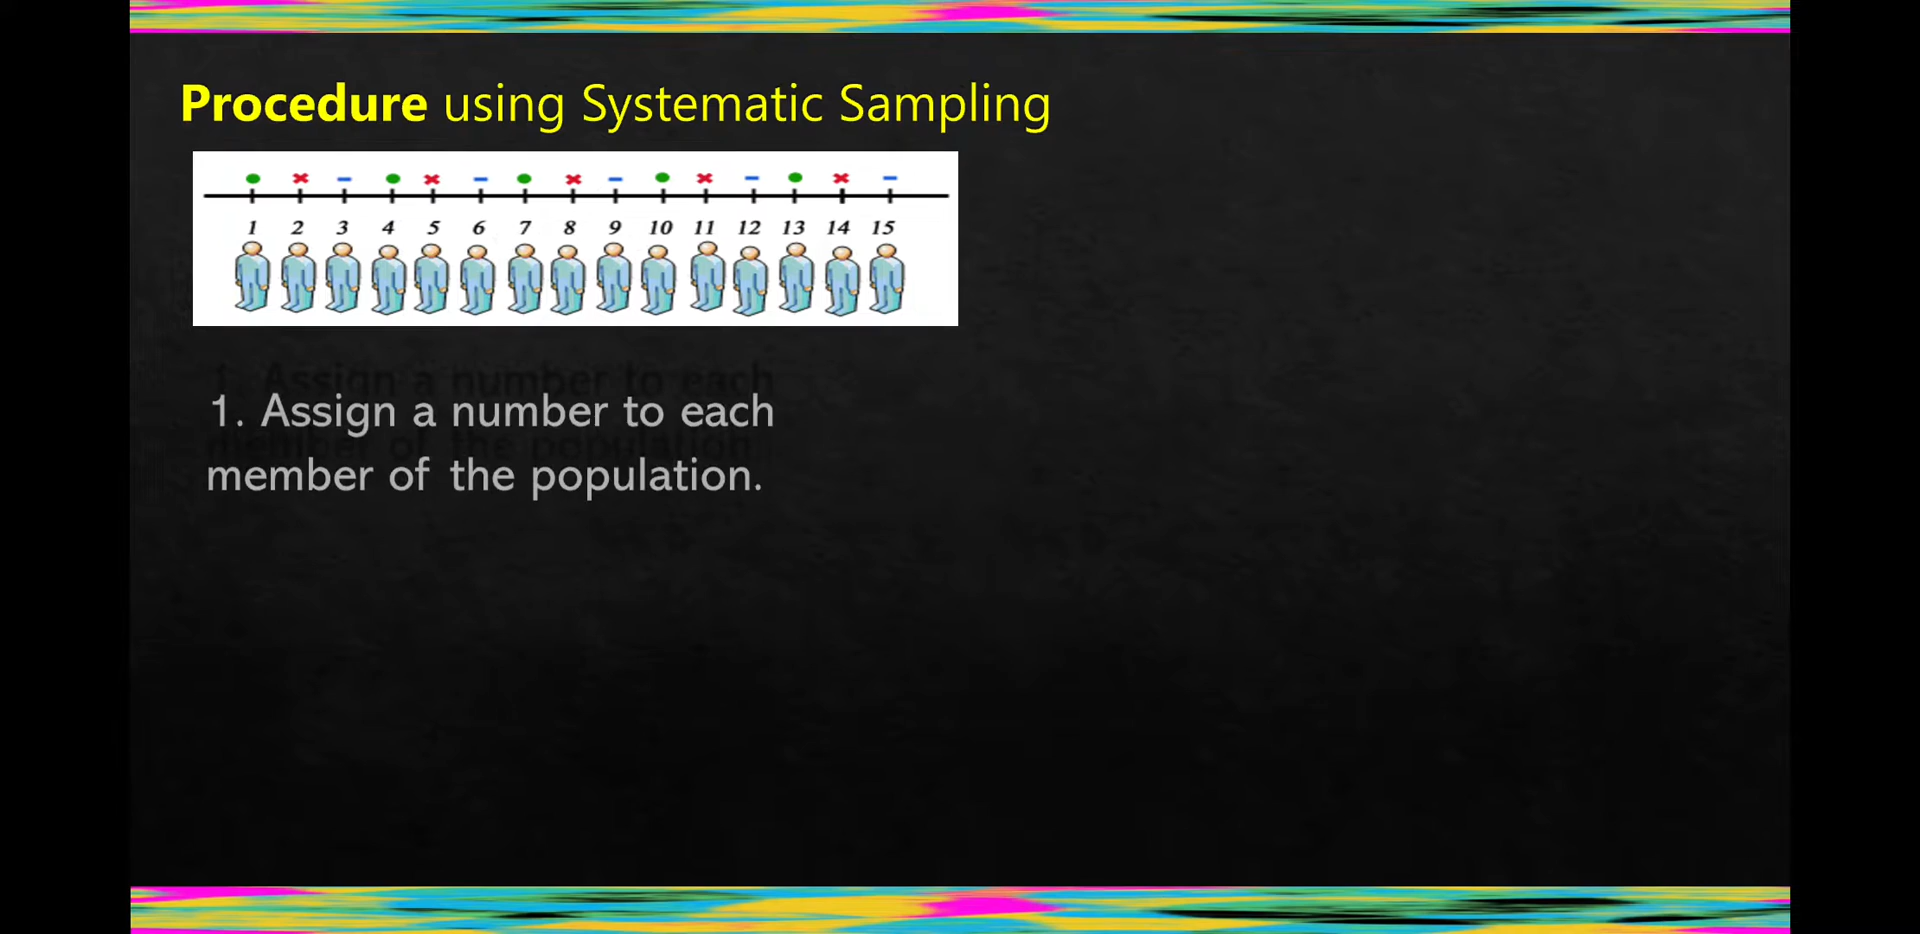 Procedure using Systematic Sampling
1 2 3 4 5 6 7 8 9 10 11 12 13 14 15
1. Assign a number to each
member of the population.